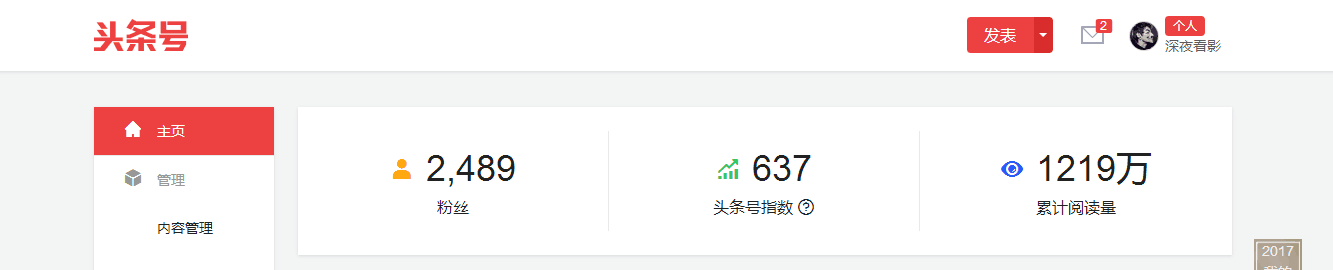 头条号
发表
2
个人
深夜看影
主页
管理
内容管理
2,489
粉丝
637
头条号指数
1219万
累计阅读量
2017